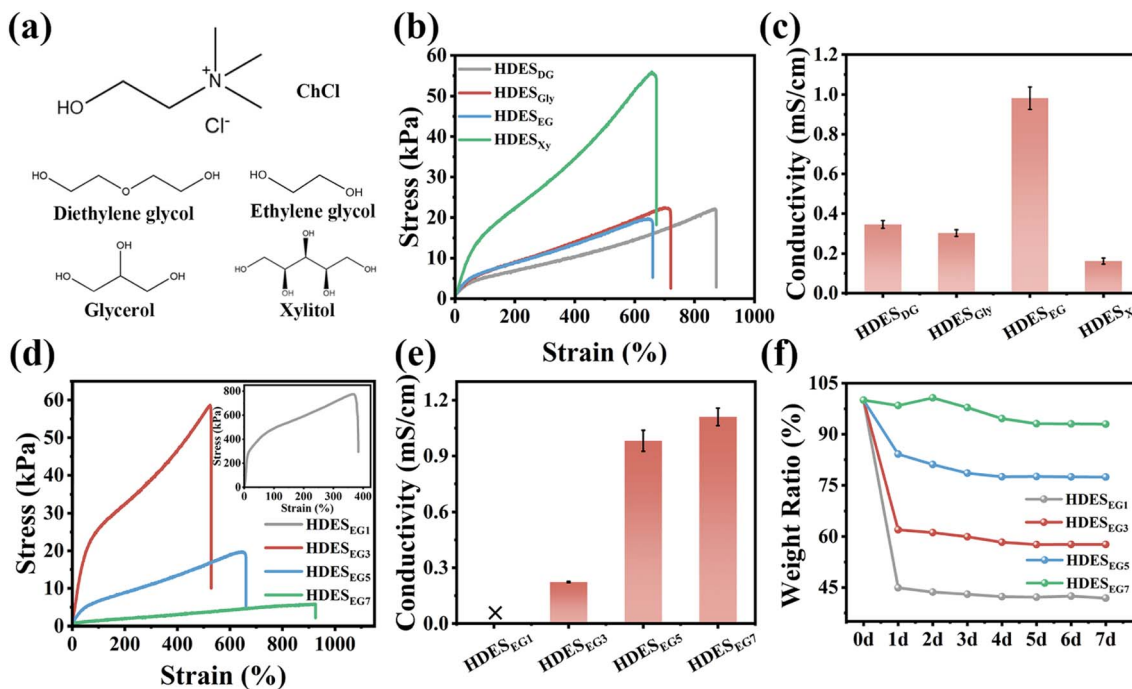 (a)
HO
N+
Cl-
ChCl
HO
O
OH
Diethylene glycol
HO
OH
Ethylene glycol
OH
HO
OH
Glycerol
OH
HO
OH
OH
OH
Xylitol
(b)
Stress (kPa)
60
50
40
30
20
10
0
HDES_DG
HDES_Gly
HDES_EG
HDES_Xy
0 200 400 600 800 1000
Strain (%)
(c)
Conductivity (mS/cm)
1.2
1.0
0.8
0.6
0.4
0.2
0.0
HDES_DG HDES_Gly HDES_EG HDES_X
(d)
Stress (kPa)
60
50
40
30
20
10
0
Stress (kPa)
800
600
400
200
0
0 100 200 300 400
Strain (%)
HDES_EG1
HDES_EG3
HDES_EG5
HDES_EG7
0 200 400 600 800
Strain (%)
(e)
Conductivity (mS/cm)
1.2
0.9
0.6
0.3
0.0
×
HDES_EG1 HDES_EG3 HDES_EG5 HDES_EG7
(f)
Weight Ratio (%)
105
90
75
60
45
HDES_EG1
HDES_EG3
HDES_EG5
HDES_EG7
0d 1d 2d 3d 4d 5d 6d 7d